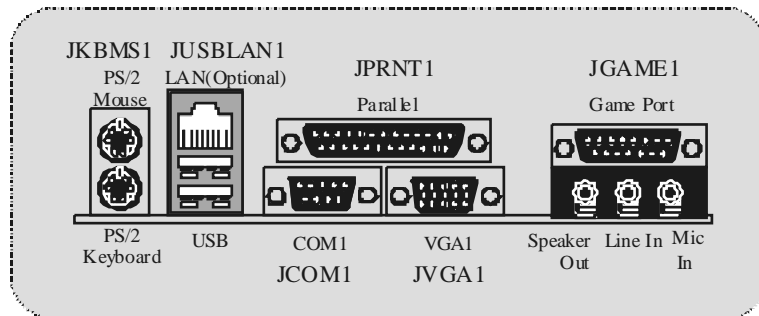 JKBMS1
PS/2
Mouse
JUSBLAN1
LAN(Optional)
JPRNT1
Parallel
JGAME1
Game Port
PS/2
Keyboard
USB
COM1
JCOM1
VGA1
JVGA1
Speaker
Out
Line In
Mic
In